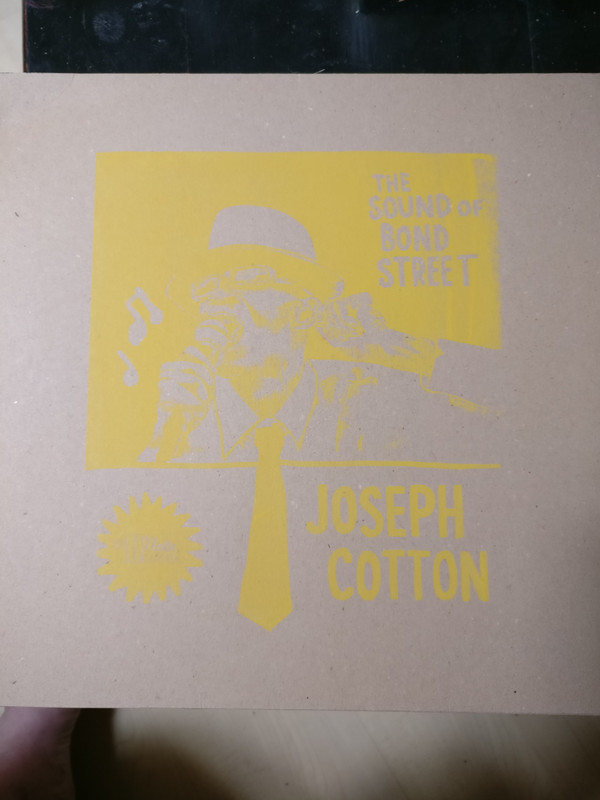 THE
SOUND OF
BOND
STREET
JOSEPH
COTTON